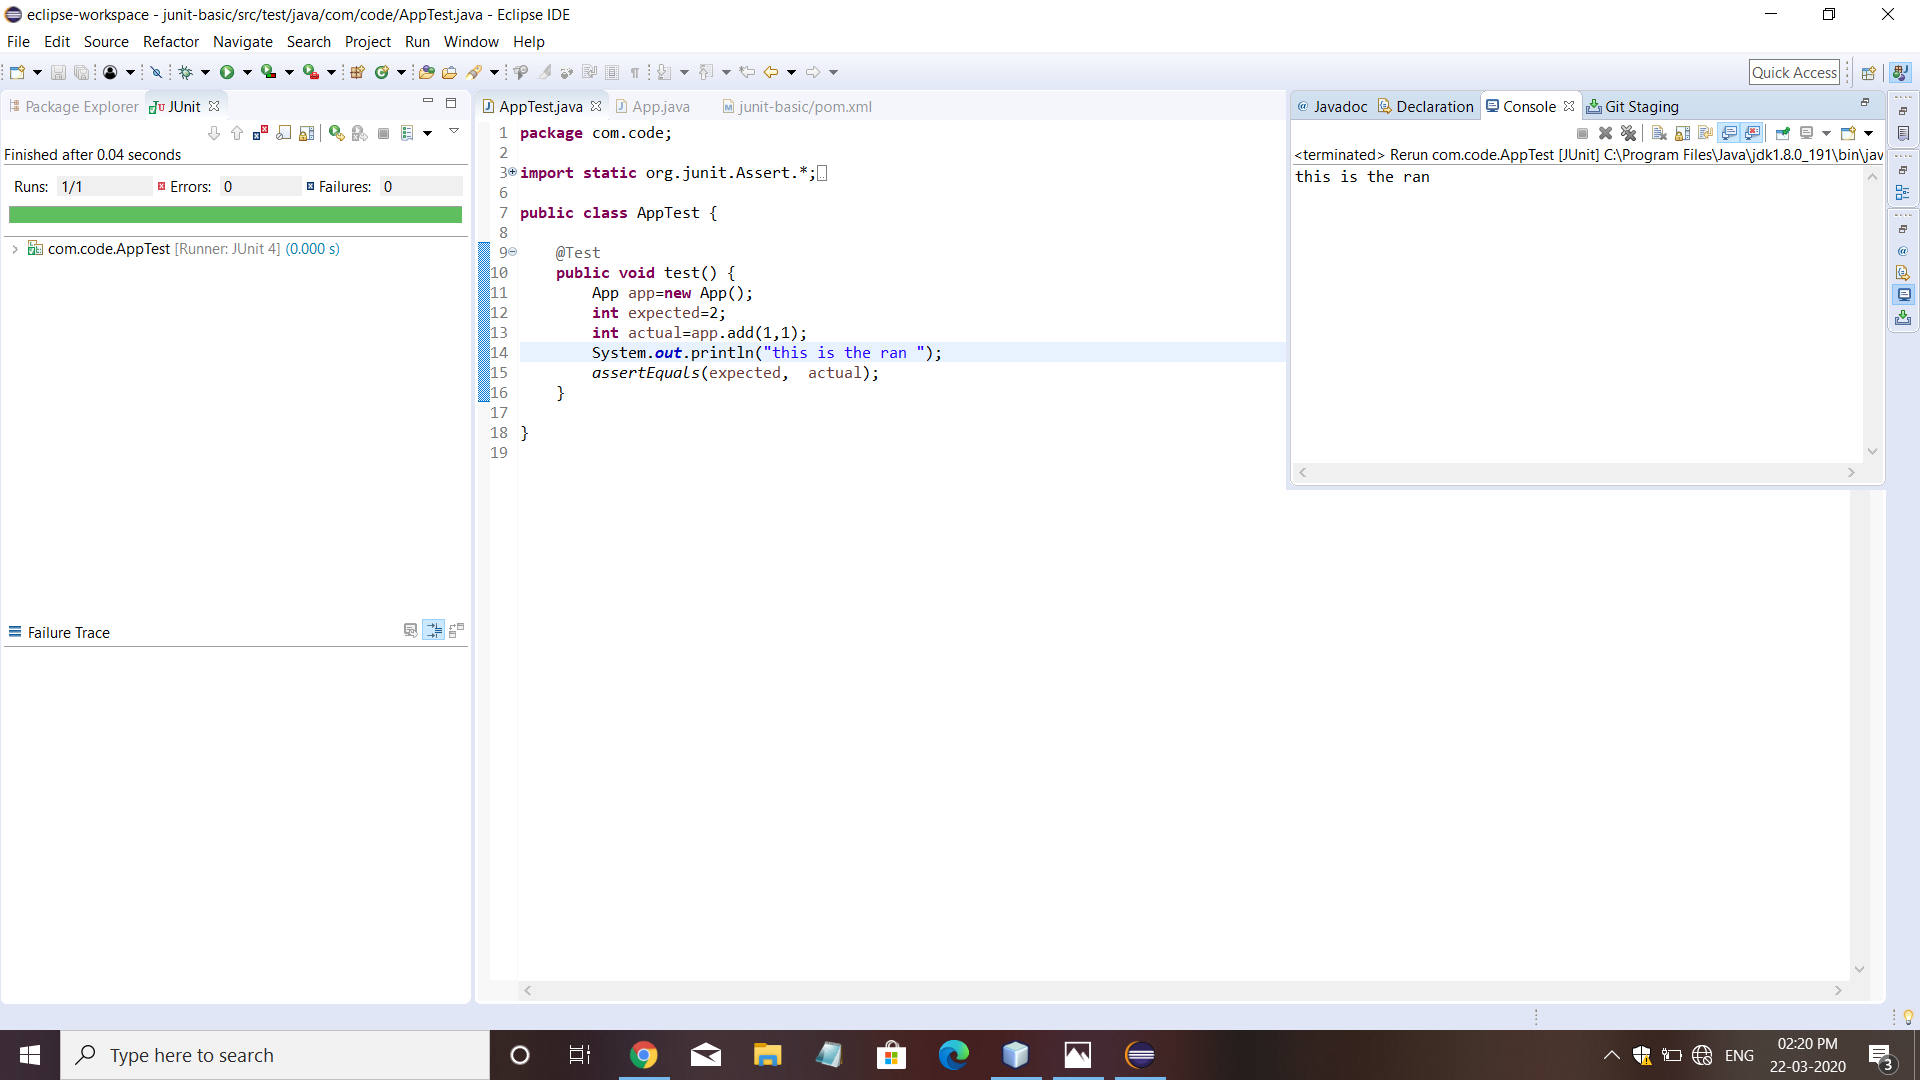 eclipse-workspace - junit-basic/src/test/java/com/code/AppTest.java - Eclipse IDE
File Edit Source Refactor Navigate Search Project Run Window Help
Quick Access
Package Explorer JUnit
Finished after 0.04 seconds
Runs: 1/1 Errors: 0 Failures: 0
com.code.AppTest [Runner: JUnit 4] (0.000 s)
Failure Trace
AppTest.java App.java junit-basic/pom.xml
1 package com.code;
2
3 import static org.junit.Assert.*;
6
7 public class AppTest {
8
9 @Test
10 public void test() {
11 App app=new App();
12 int expected=2;
13 int actual=app.add(1,1);
14 System.out.println("this is the ran ");
15 assertEquals(expected,  actual);
16 }
17
18 }
19
Javadoc Declaration Console Git Staging
<terminated> Rerun com.code.AppTest [JUnit] C:\Program Files\Java\jdk1.8.0_191\bin\jav
this is the ran
Type here to search
ENG
02:20 PM
22-03-2020
3